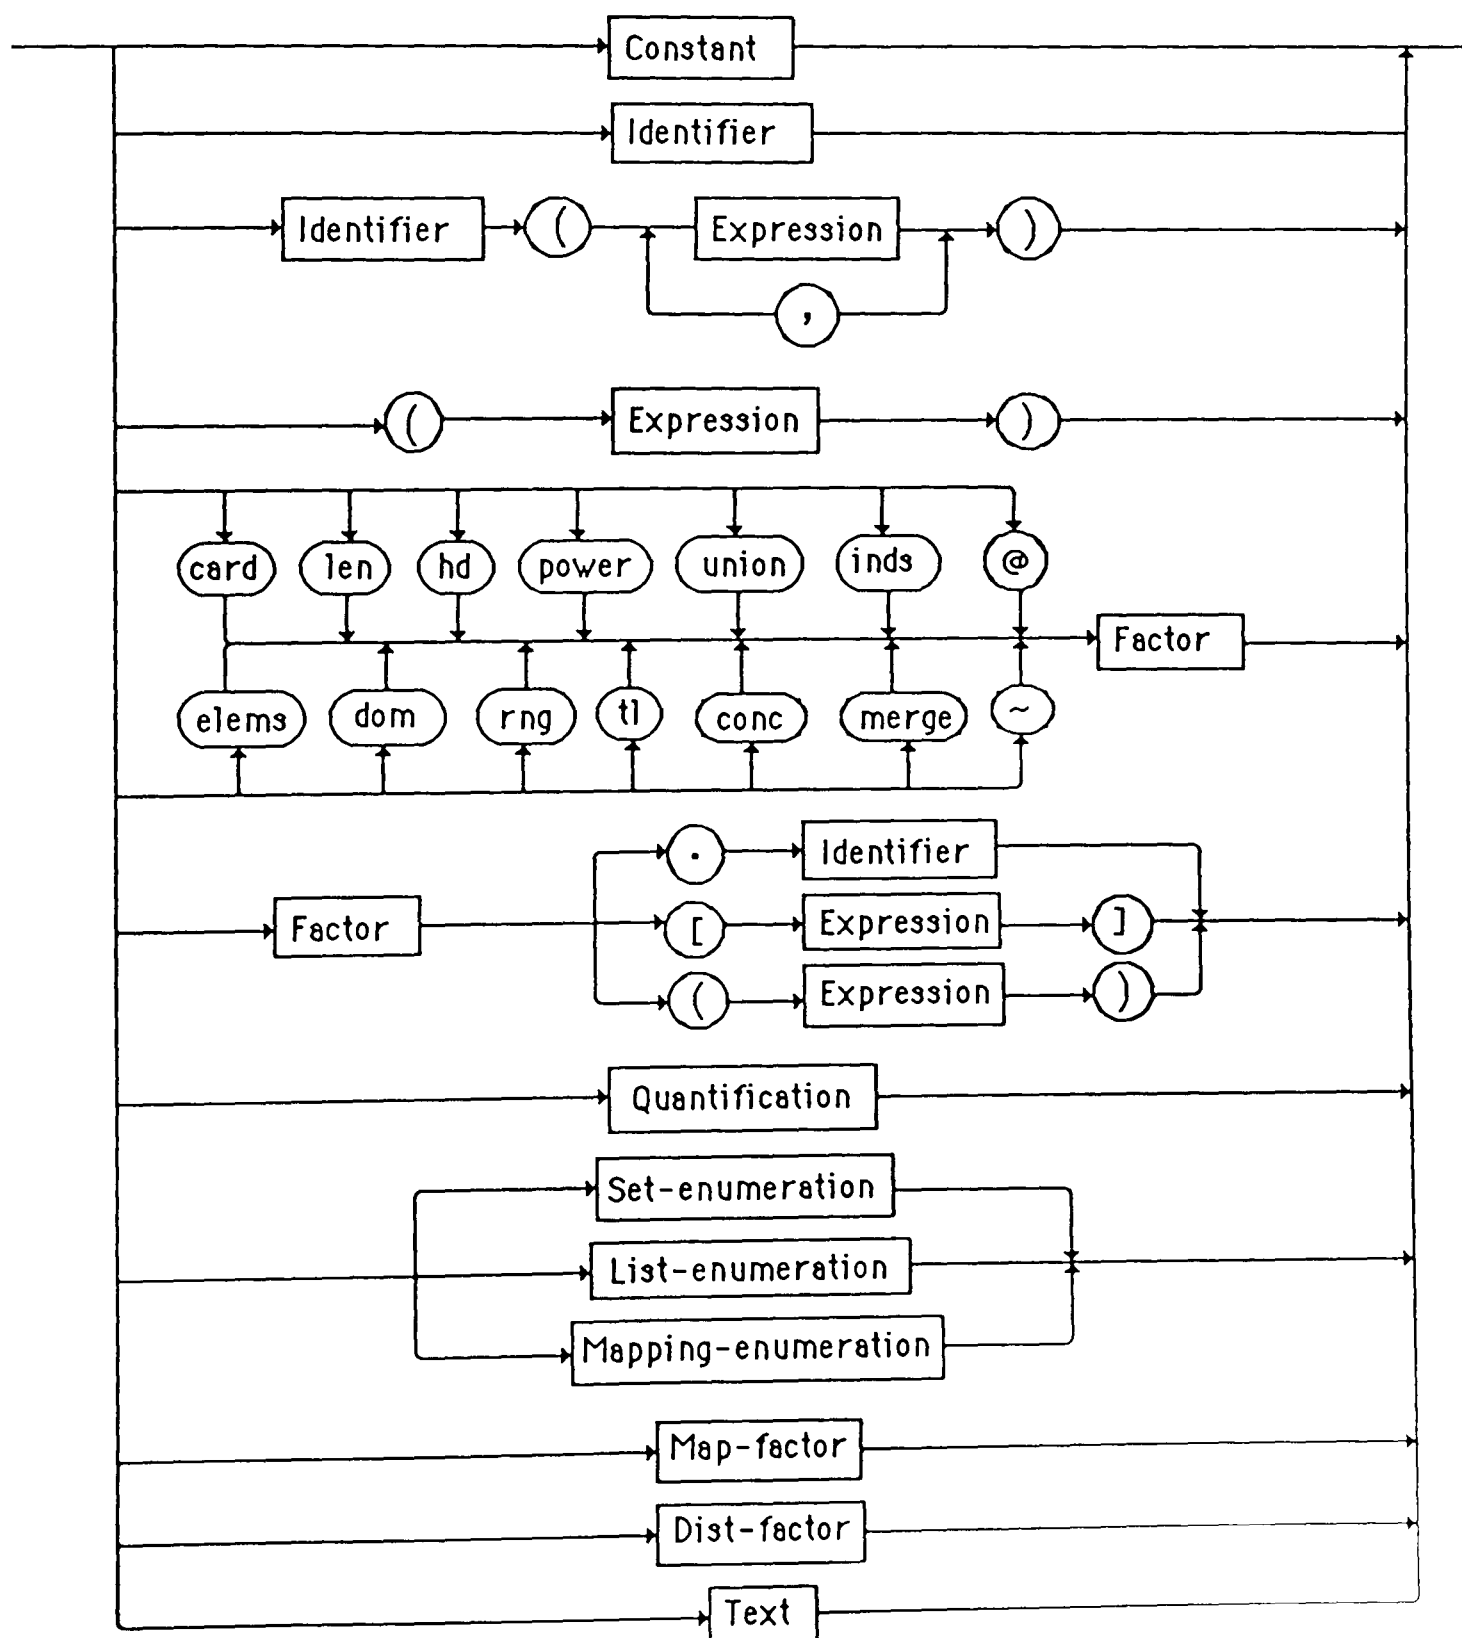 Constant
Identifier
Identifier ( Expression )
,
( Expression )
card len hd power union inds @
Factor
elems dom rng tl conc merge ~
. Identifier
Factor [ Expression ]
( Expression )
Quantification
Set-enumeration
List-enumeration
Mapping-enumeration
Map-factor
Dist-factor
Text